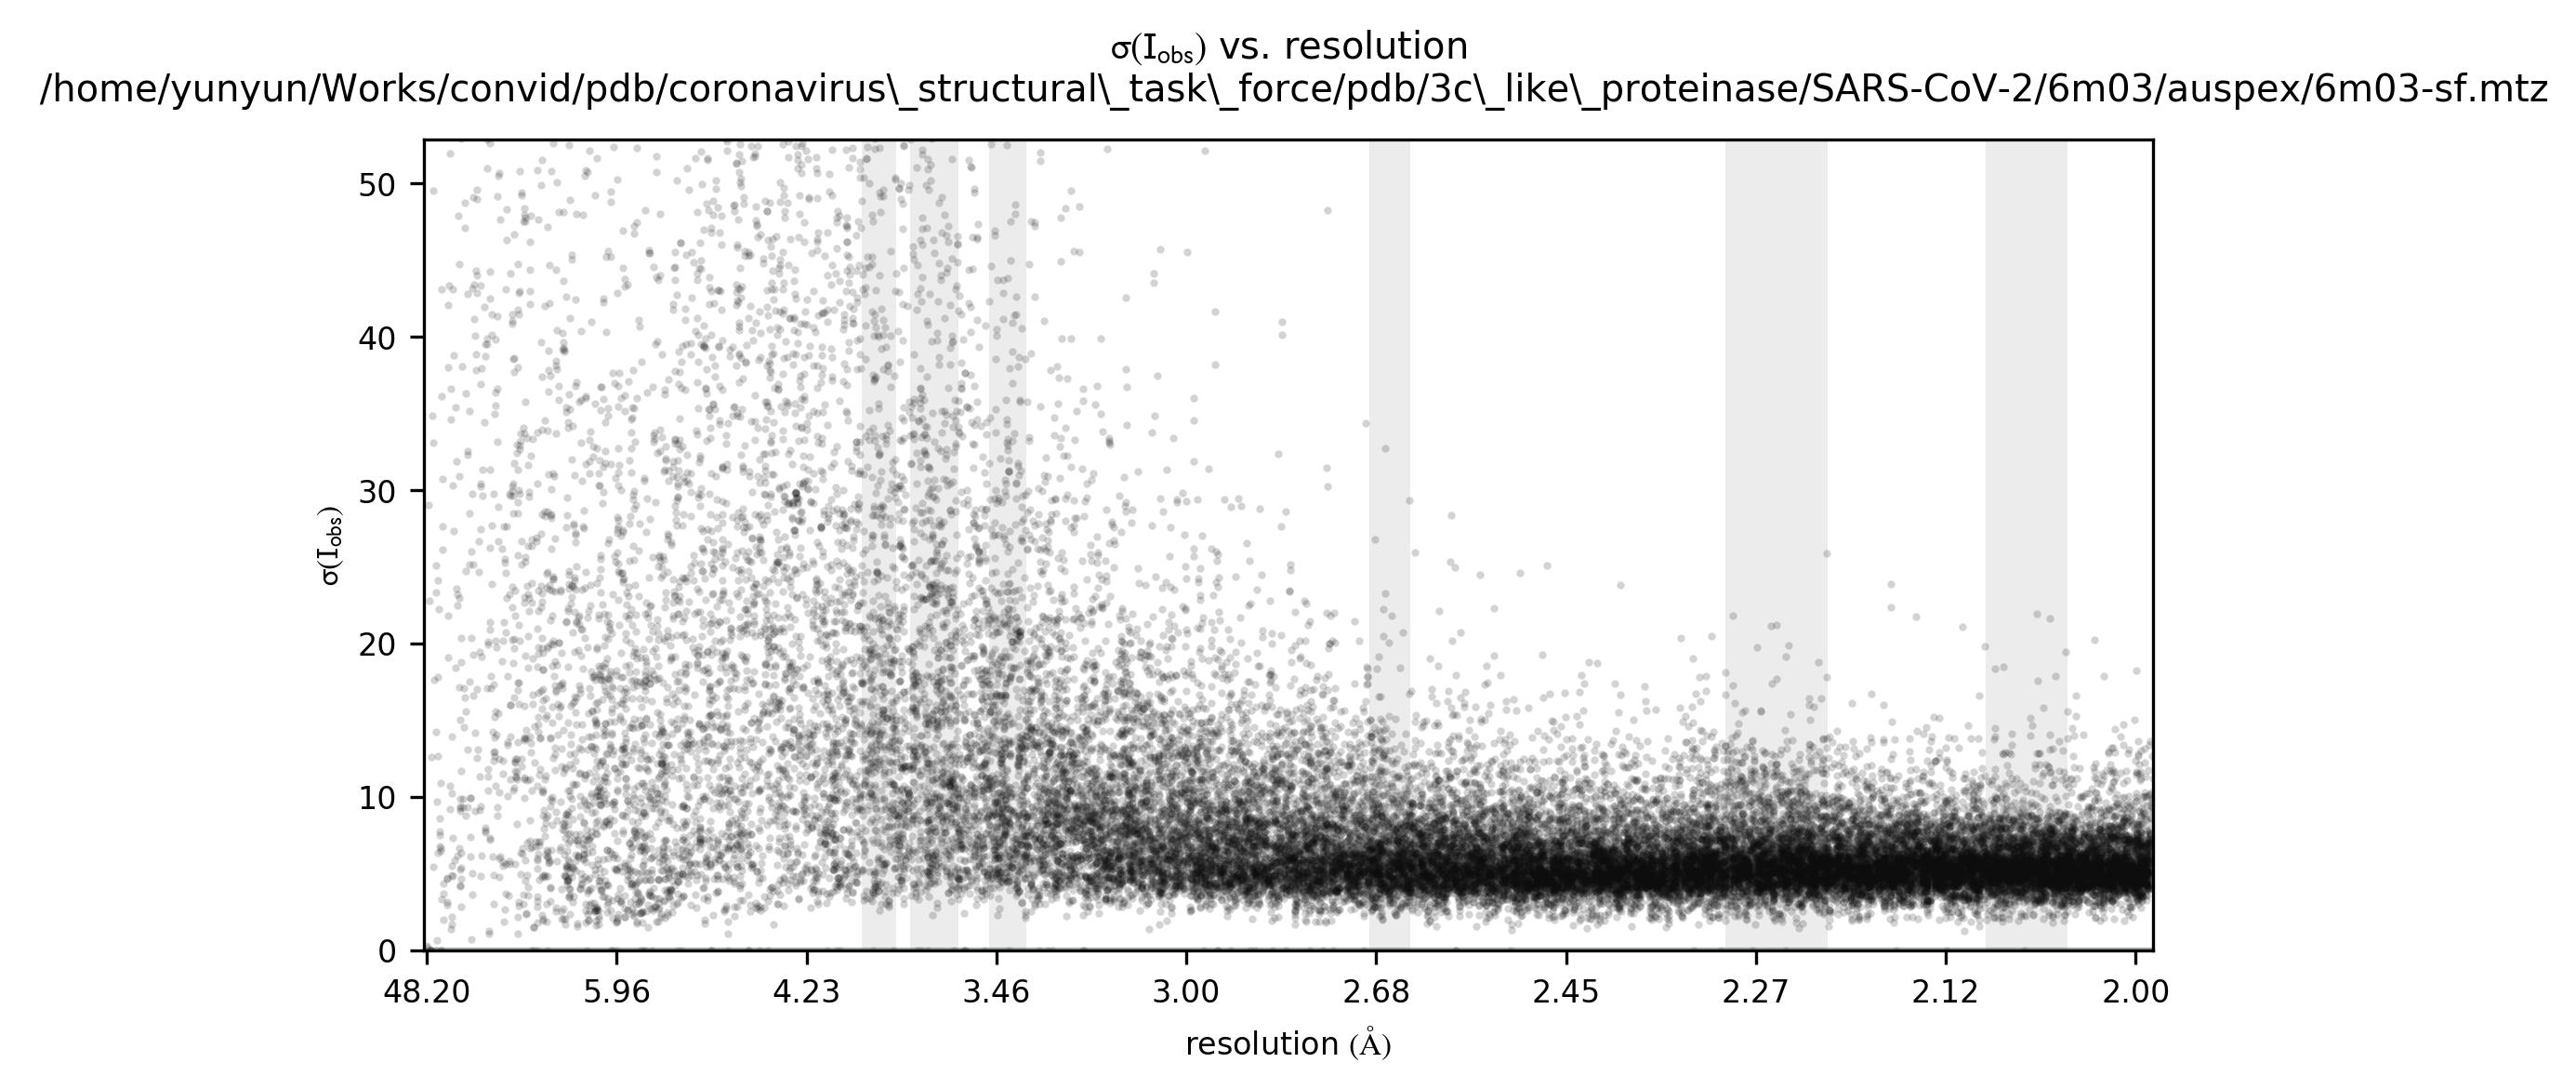 σ(I_obs) vs. resolution
/home/yunyun/Works/convid/pdb/coronavirus\_structural\_task\_force/pdb/3c\_like\_proteinase/SARS-CoV-2/6m03/auspex/6m03-sf.mtz
50
40
30
20
10
0
σ(I_obs)
48.20 5.96 4.23 3.46 3.00 2.68 2.45 2.27 2.12 2.00
resolution (Å)